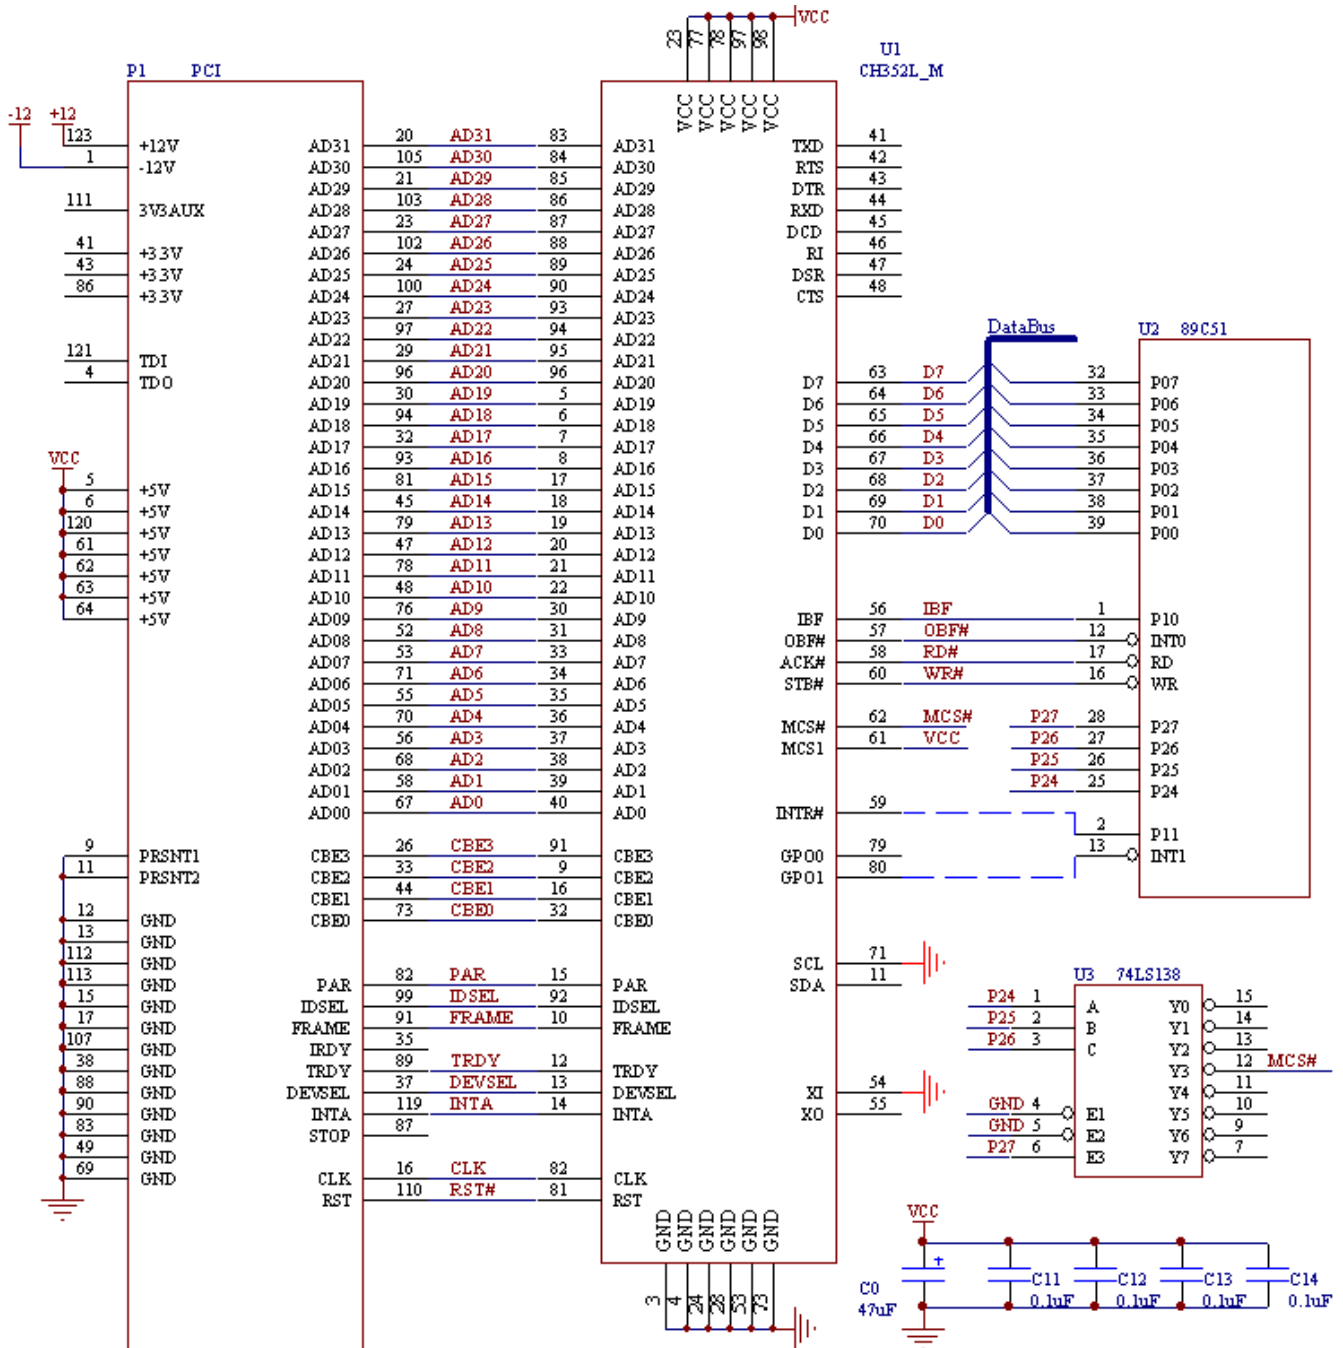 VCC
23 77 78 97 98
U1
CH352L_M
P1 PCI
-12 +12
VCC VCC VCC VCC VCC
123 +12V AD31 20 AD31 83 AD31 TXD 41
1 -12V AD30 105 AD30 84 AD30 RTS 42
AD29 21 AD29 85 AD29 DTR 43
111 3V3AUX AD28 103 AD28 86 AD28 RXD 44
AD27 23 AD27 87 AD27 DCD 45
41 +3.3V AD26 102 AD26 88 AD26 RI 46
43 +3.3V AD25 24 AD25 89 AD25 DSR 47
86 +3.3V AD24 100 AD24 90 AD24 CTS 48
AD23 27 AD23 93 AD23
DataBus U2 89C51
AD22 97 AD22 94 AD22
121 TDI AD21 29 AD21 95 AD21
4 TDO AD20 96 AD20 96 AD20 D7 63 D7 32 P07
AD19 30 AD19 5 AD19 D6 64 D6 33 P06
AD18 94 AD18 6 AD18 D5 65 D5 34 P05
AD17 32 AD17 7 AD17 D4 66 D4 35 P04
VCC
AD16 93 AD16 8 AD16 D3 67 D3 36 P03
5 +5V AD15 81 AD15 17 AD15 D2 68 D2 37 P02
6 +5V AD14 45 AD14 18 AD14 D1 69 D1 38 P01
120 +5V AD13 79 AD13 19 AD13 D0 70 D0 39 P00
61 +5V AD12 47 AD12 20 AD12
62 +5V AD11 78 AD11 21 AD11
63 +5V AD10 48 AD10 22 AD10
64 +5V AD09 76 AD9 30 AD9 IBF 56 IBF 1 P10
AD08 52 AD8 31 AD8 OBF# 57 OBF# 12 INT0
AD07 53 AD7 33 AD7 ACK# 58 RD# 17 RD
AD06 71 AD6 34 AD6 STB# 60 WR# 16 WR
AD05 55 AD5 35 AD5
AD04 70 AD4 36 AD4 MCS# 62 MCS# P27 28 P27
AD03 56 AD3 37 AD3 MCS1 61 VCC P26 27 P26
AD02 68 AD2 38 AD2 P25 26 P25
AD01 58 AD1 39 AD1 P24 25 P24
AD00 67 AD0 40 AD0 INTR# 59
2 P11
9 PRSNT1 CBE3 26 CBE3 91 CBE3 GPO0 79 13 INT1
11 PRSNT2 CBE2 33 CBE2 9 CBE2 GPO1 80
CBE1 44 CBE1 16 CBE1
12 GND CBE0 73 CBE0 32 CBE0
13 GND
112 GND SCL 71
U3 74LS138
113 GND PAR 82 PAR 15 PAR SDA 11
15 GND IDSEL 99 IDSEL 92 IDSEL P24 1 A Y0 15
17 GND FRAME 91 FRAME 10 FRAME P25 2 B Y1 14
107 GND IRDY 35 P26 3 C Y2 13
38 GND TRDY 89 TRDY 12 TRDY Y3 12 MCS#
88 GND DEVSEL 37 DEVSEL 13 DEVSEL XI 54 Y4 11
90 GND INTA 119 INTA 14 INTA XO 55 GND 4 E1 Y5 10
83 GND STOP 87 GND 5 E2 Y6 9
49 GND P27 6 E3 Y7 7
69 GND CLK 16 CLK 82 CLK
RST 110 RST# 81 RST
GND GND GND GND GND GND
VCC
+
C0 C11 C12 C13 C14
47uF 0.1uF 0.1uF 0.1uF 0.1uF
3 4 24 28 53 73